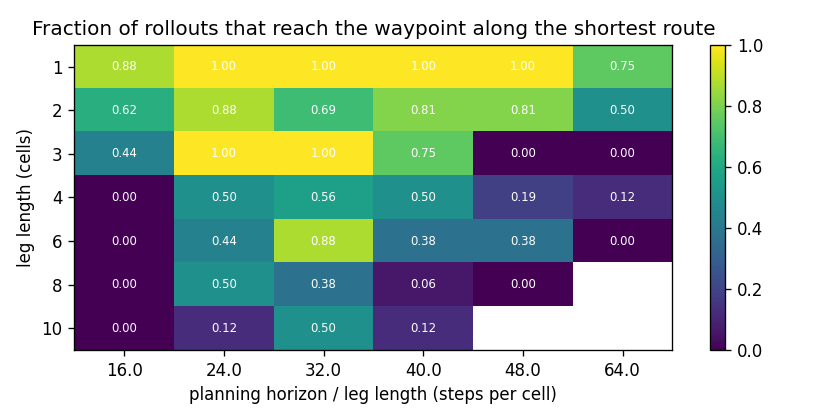 Fraction of rollouts that reach the waypoint along the shortest route
1 0.88 1.00 1.00 1.00 1.00 0.75
2 0.62 0.88 0.69 0.81 0.81 0.50
3 0.44 1.00 1.00 0.75 0.00 0.00
4 0.00 0.50 0.56 0.50 0.19 0.12
6 0.00 0.44 0.88 0.38 0.38 0.00
8 0.00 0.50 0.38 0.06 0.00
10 0.00 0.12 0.50 0.12
16.0 24.0 32.0 40.0 48.0 64.0
planning horizon / leg length (steps per cell)
leg length (cells)
1.0
0.8
0.6
0.4
0.2
0.0